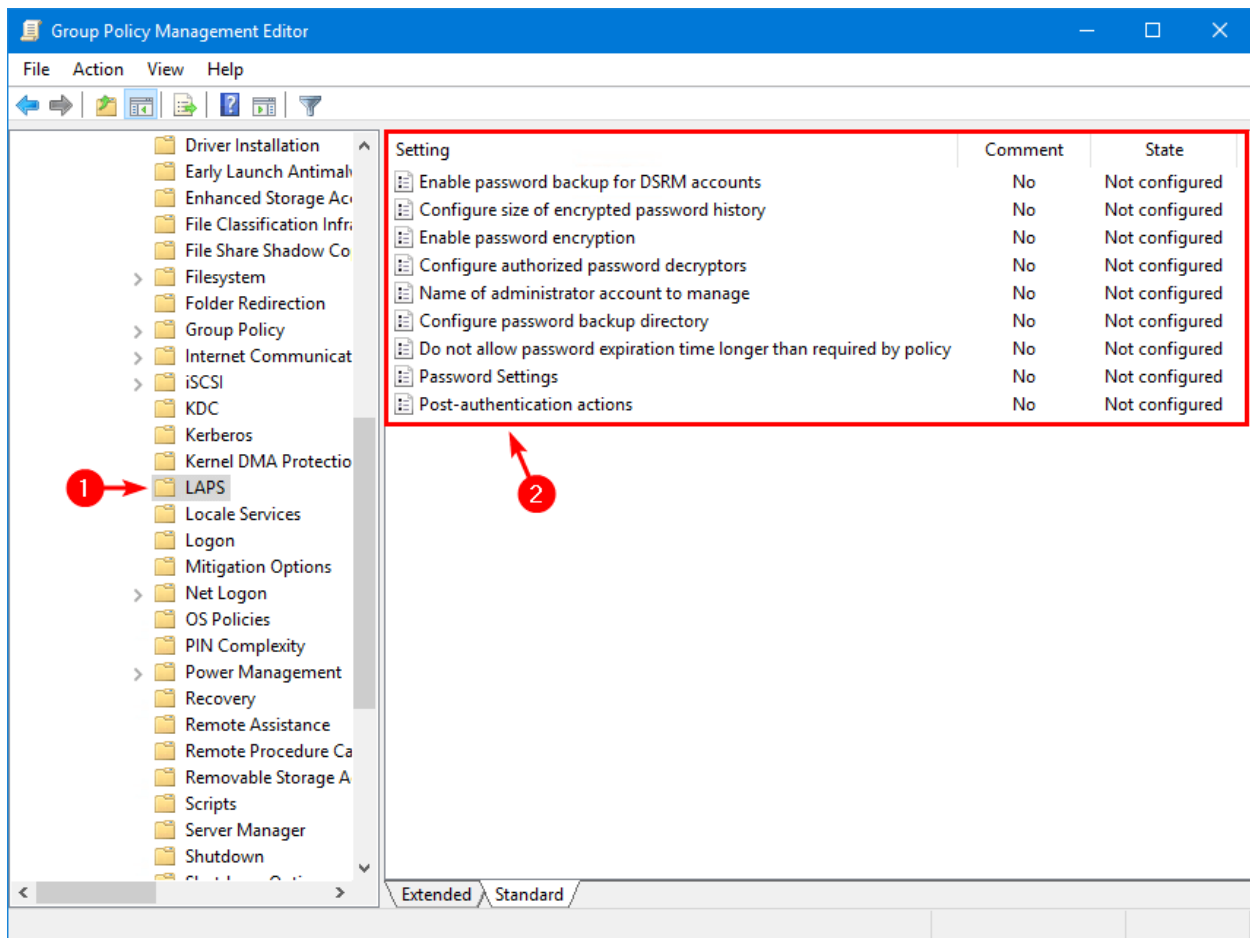 Group Policy Management Editor
File Action View Help
Driver Installation
Early Launch Antimalv
Enhanced Storage Acc
File Classification Infra
File Share Shadow Co
Filesystem
Folder Redirection
Group Policy
Internet Communicat
iSCSI
KDC
Kerberos
Kernel DMA Protectio
1
LAPS
Locale Services
Logon
Mitigation Options
Net Logon
OS Policies
PIN Complexity
Power Management
Recovery
Remote Assistance
Remote Procedure Ca
Removable Storage A
Scripts
Server Manager
Shutdown
Setting Comment State
Enable password backup for DSRM accounts No Not configured
Configure size of encrypted password history No Not configured
Enable password encryption No Not configured
Configure authorized password decryptors No Not configured
Name of administrator account to manage No Not configured
Configure password backup directory No Not configured
Do not allow password expiration time longer than required by policy No Not configured
Password Settings No Not configured
Post-authentication actions No Not configured
2
Extended Standard